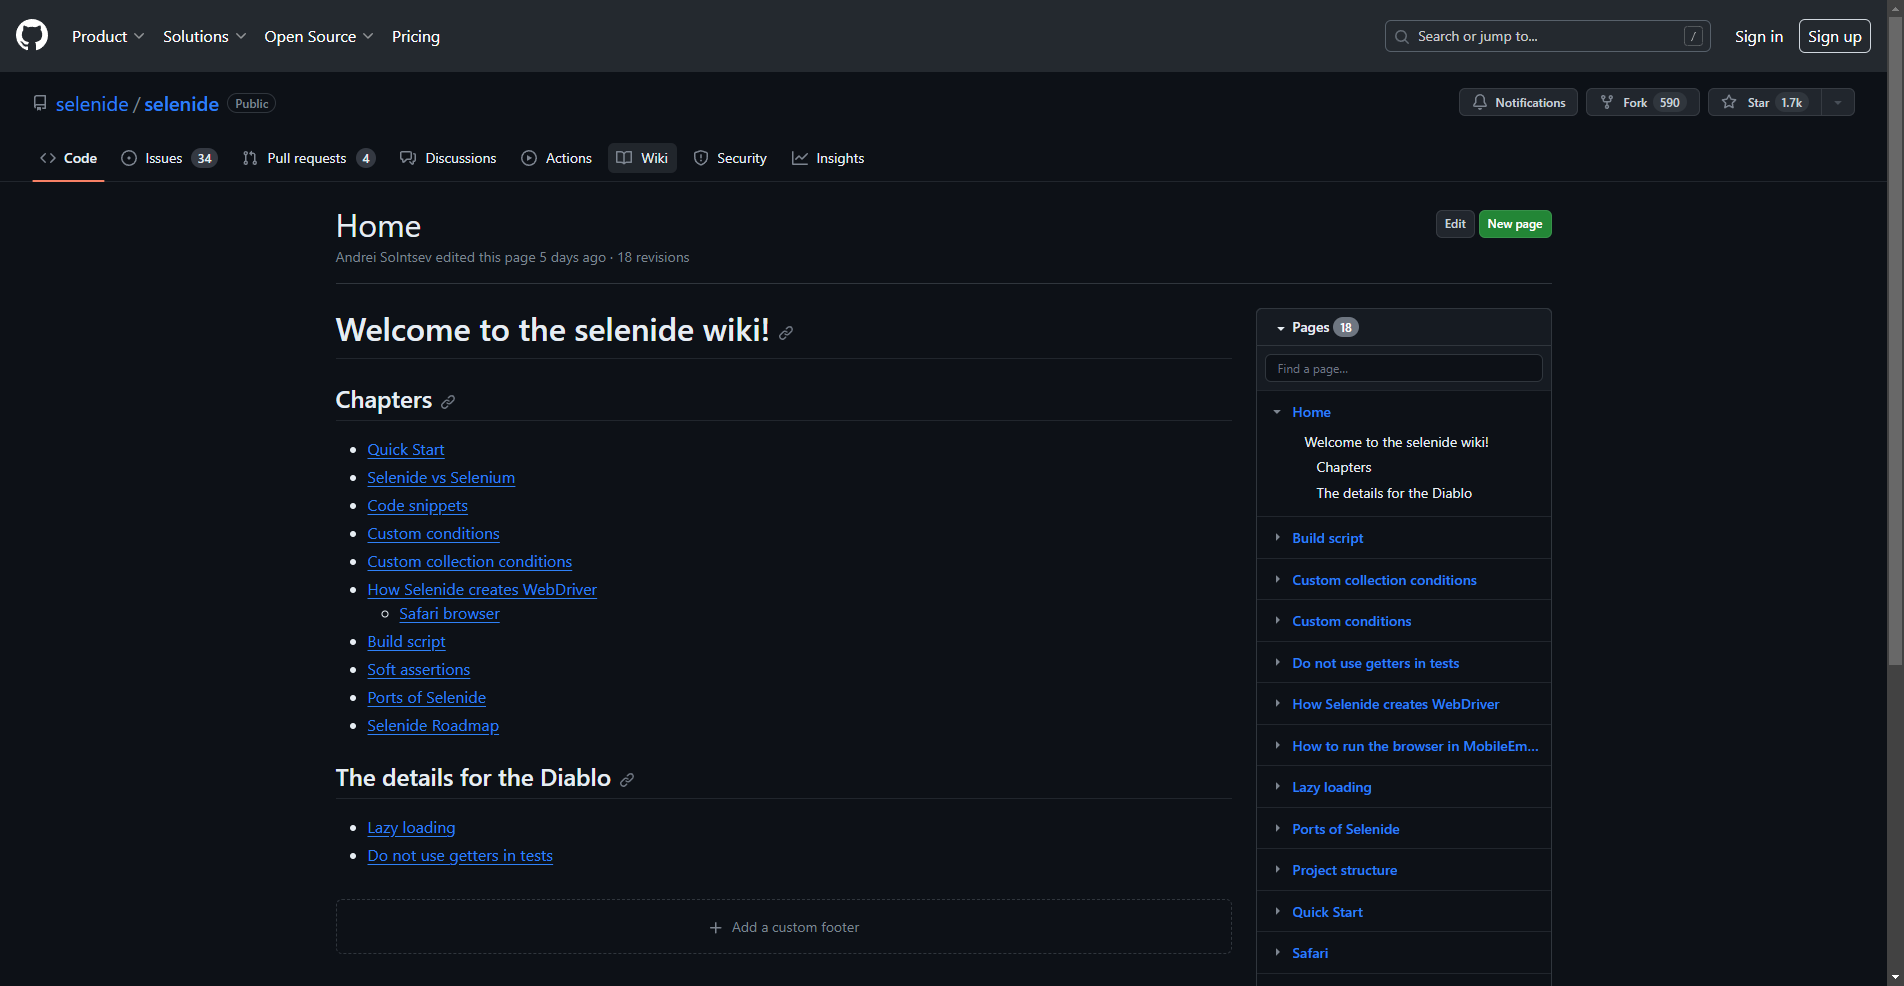 Product Solutions Open Source Pricing Search or jump to... / Sign in Sign up
selenide / selenide Public Notifications Fork 590 Star 1.7k
Code Issues 34 Pull requests 4 Discussions Actions Wiki Security Insights
Home Edit New page
Andrei Solntsev edited this page 5 days ago · 18 revisions
Welcome to the selenide wiki!
Chapters
Quick Start
Selenide vs Selenium
Code snippets
Custom conditions
Custom collection conditions
How Selenide creates WebDriver
Safari browser
Build script
Soft assertions
Ports of Selenide
Selenide Roadmap
The details for the Diablo
Lazy loading
Do not use getters in tests
Add a custom footer
Pages 18
Find a page...
Home
Welcome to the selenide wiki!
Chapters
The details for the Diablo
Build script
Custom collection conditions
Custom conditions
Do not use getters in tests
How Selenide creates WebDriver
How to run the browser in MobileEm...
Lazy loading
Ports of Selenide
Project structure
Quick Start
Safari